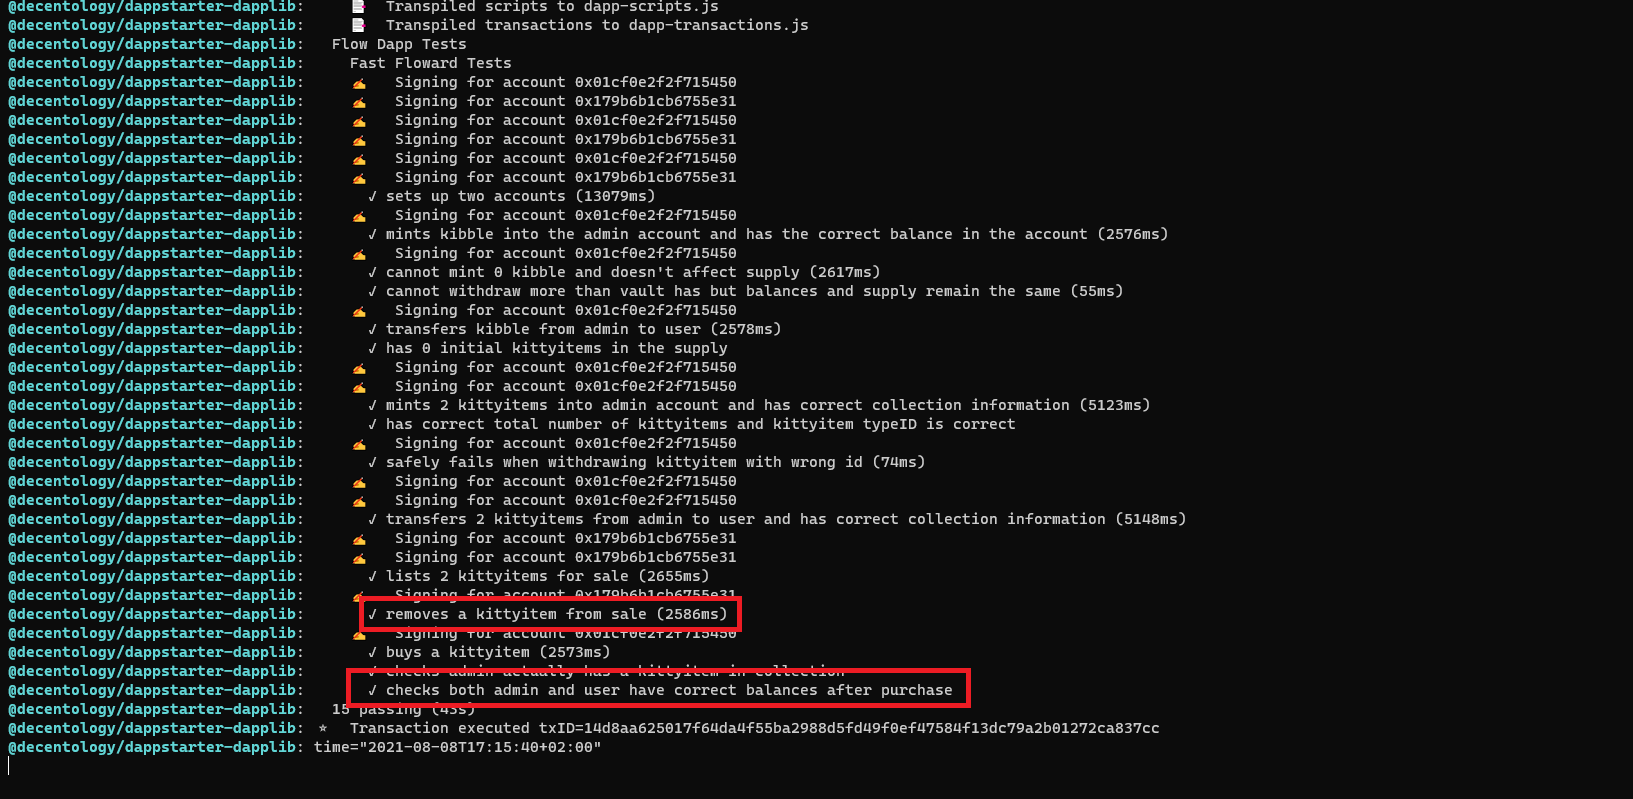 @decentology/dappstarter-dapplib: Transpiled scripts to dapp-scripts.js
@decentology/dappstarter-dapplib: Transpiled transactions to dapp-transactions.js
@decentology/dappstarter-dapplib: Flow Dapp Tests
@decentology/dappstarter-dapplib: Fast Floward Tests
@decentology/dappstarter-dapplib: ✍ Signing for account 0x01cf0e2f2f715450
@decentology/dappstarter-dapplib: ✍ Signing for account 0x179b6b1cb6755e31
@decentology/dappstarter-dapplib: ✍ Signing for account 0x01cf0e2f2f715450
@decentology/dappstarter-dapplib: ✍ Signing for account 0x179b6b1cb6755e31
@decentology/dappstarter-dapplib: ✍ Signing for account 0x01cf0e2f2f715450
@decentology/dappstarter-dapplib: ✍ Signing for account 0x179b6b1cb6755e31
@decentology/dappstarter-dapplib: √ sets up two accounts (13079ms)
@decentology/dappstarter-dapplib: ✍ Signing for account 0x01cf0e2f2f715450
@decentology/dappstarter-dapplib: √ mints kibble into the admin account and has the correct balance in the account (2576ms)
@decentology/dappstarter-dapplib: ✍ Signing for account 0x01cf0e2f2f715450
@decentology/dappstarter-dapplib: √ cannot mint 0 kibble and doesn't affect supply (2617ms)
@decentology/dappstarter-dapplib: √ cannot withdraw more than vault has but balances and supply remain the same (55ms)
@decentology/dappstarter-dapplib: ✍ Signing for account 0x01cf0e2f2f715450
@decentology/dappstarter-dapplib: √ transfers kibble from admin to user (2578ms)
@decentology/dappstarter-dapplib: √ has 0 initial kittyitems in the supply
@decentology/dappstarter-dapplib: ✍ Signing for account 0x01cf0e2f2f715450
@decentology/dappstarter-dapplib: ✍ Signing for account 0x01cf0e2f2f715450
@decentology/dappstarter-dapplib: √ mints 2 kittyitems into admin account and has correct collection information (5123ms)
@decentology/dappstarter-dapplib: √ has correct total number of kittyitems and kittyitem typeID is correct
@decentology/dappstarter-dapplib: ✍ Signing for account 0x01cf0e2f2f715450
@decentology/dappstarter-dapplib: √ safely fails when withdrawing kittyitem with wrong id (74ms)
@decentology/dappstarter-dapplib: ✍ Signing for account 0x01cf0e2f2f715450
@decentology/dappstarter-dapplib: ✍ Signing for account 0x01cf0e2f2f715450
@decentology/dappstarter-dapplib: √ transfers 2 kittyitems from admin to user and has correct collection information (5148ms)
@decentology/dappstarter-dapplib: ✍ Signing for account 0x179b6b1cb6755e31
@decentology/dappstarter-dapplib: ✍ Signing for account 0x179b6b1cb6755e31
@decentology/dappstarter-dapplib: √ lists 2 kittyitems for sale (2655ms)
@decentology/dappstarter-dapplib: ✍ Signing for account 0x179b6b1cb6755e31
@decentology/dappstarter-dapplib: √ removes a kittyitem from sale (2586ms)
@decentology/dappstarter-dapplib: ✍ Signing for account 0x01cf0e2f2f715450
@decentology/dappstarter-dapplib: √ buys a kittyitem (2573ms)
@decentology/dappstarter-dapplib: √ checks admin actually has a kittyitem in collection
@decentology/dappstarter-dapplib: √ checks both admin and user have correct balances after purchase
@decentology/dappstarter-dapplib: 15 passing (43s)
@decentology/dappstarter-dapplib: ☆ Transaction executed txID=14d8aa625017f64da4f55ba2988d5fd49f0ef47584f13dc79a2b01272ca837cc
@decentology/dappstarter-dapplib: time="2021-08-08T17:15:40+02:00"